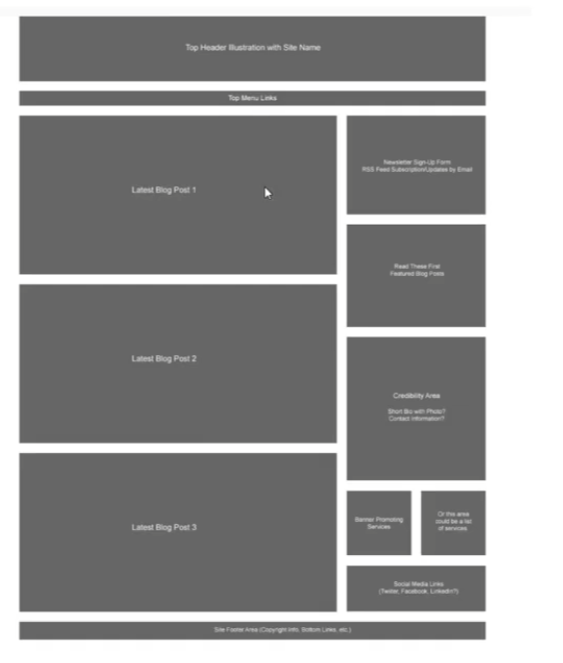 Top Header Illustration with Site Name
Top Menu Links
Latest Blog Post 1
Newsletter Sign-Up Form
RSS Feed Subscription/Updates by Email
Read These First
Featured Blog Posts
Latest Blog Post 2
Credibility Area
Short Bio with Photo?
Contact Information?
Latest Blog Post 3
Banner Promoting
Services
Or this area
could be a list
of services
Social Media Links
(Twitter, Facebook, LinkedIn?)
Site Footer Area (Copyright Info, Bottom Links, etc.)